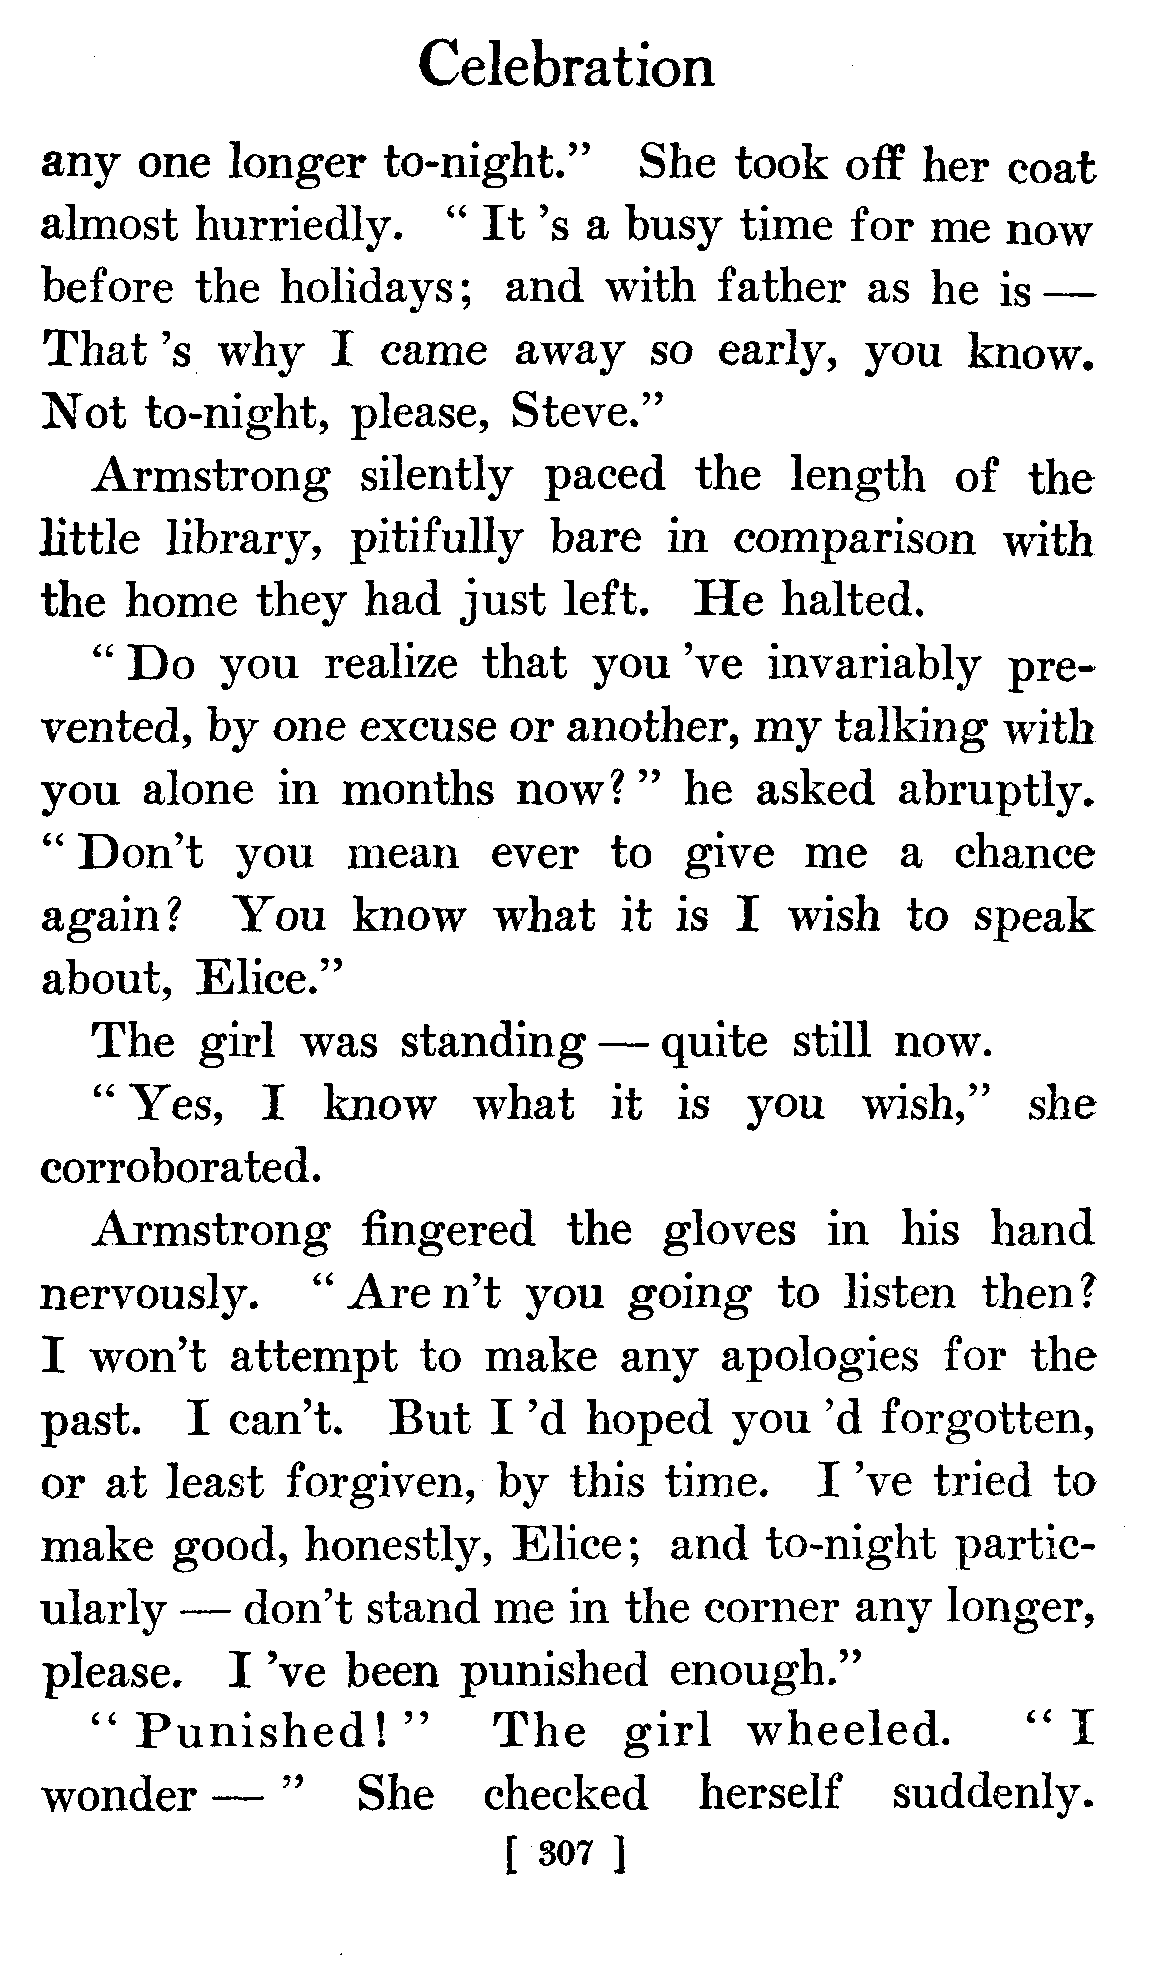 Celebration
any one longer to-night.” She took off her coat
almost hurriedly. “ It ’s a busy time for me now
before the holidays; and with father as he is —
That ’s why I came away so early, you know.
Not to-night, please, Steve.”
Armstrong silently paced the length of the
little library, pitifully bare in comparison with
the home they had just left. He halted.
“ Do you realize that you ’ve invariably pre-
vented, by one excuse or another, my talking with
you alone in months now? ” he asked abruptly.
“ Don’t you mean ever to give me a chance
again? You know what it is I wish to speak
about, Elice.”
The girl was standing — quite still now.
“ Yes, I know what it is you wish,” she
corroborated.
Armstrong fingered the gloves in his hand
nervously. “ Are n’t you going to listen then?
I won’t attempt to make any apologies for the
past. I can’t. But I ’d hoped you ’d forgotten,
or at least forgiven, by this time. I ’ve tried to
make good, honestly, Elice; and to-night partic-
ularly — don’t stand me in the corner any longer,
please. I ’ve been punished enough.”
“ Punished! ” The girl wheeled. “ I
wonder — ” She checked herself suddenly.
[ 307 ]